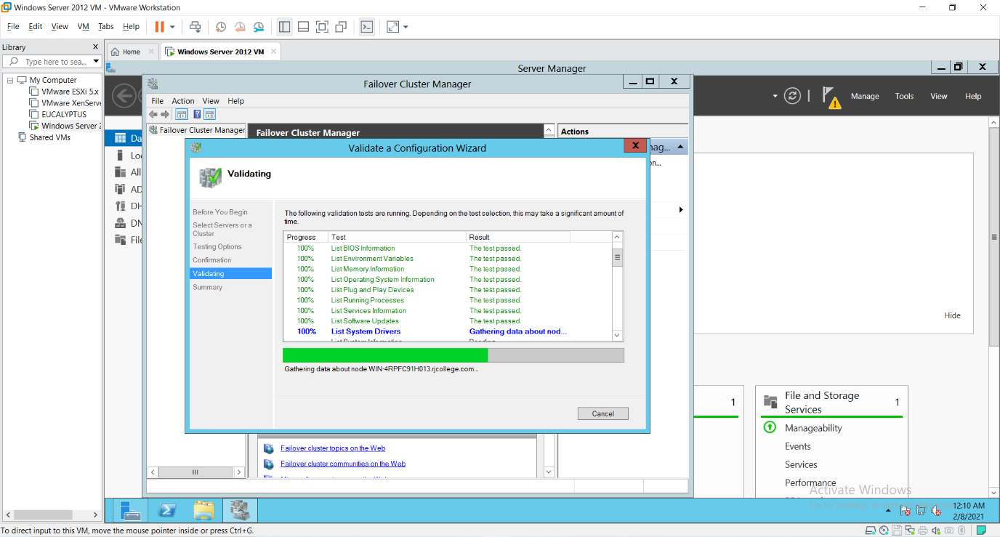 Windows Server 2012 VM - VMware Workstation
File Edit View VM Tabs Help
Library
Type here to sea...
My Computer
VMware ESXi 5.x
VMware XenServe
EUCALYPTUS
Windows Server 2
Shared VMs
Home
Windows Server 2012 VM
Server Manager
Manage Tools View Help
Da
Lo
All
AD
DH
DN
File
Failover Cluster Manager
File Action View Help
Failover Cluster Manager
Failover Cluster Manager
Actions
nag...
on...
Validate a Configuration Wizard
Validating
Before You Begin
Select Servers or a
Cluster
Testing Options
Confirmation
Validating
Summary
The following validation tests are running. Depending on the test selection, this may take a significant amount of
time.
Progress Test Result
100% List BIOS Information The test passed.
100% List Environment Variables The test passed.
100% List Memory Information The test passed.
100% List Operating System Information The test passed.
100% List Plug and Play Devices The test passed.
100% List Running Processes The test passed.
100% List Services Information The test passed.
100% List Software Updates The test passed.
100% List System Drivers Gathering data about nod...
List System Information Pending
Gathering data about node WIN-4RPFC91H013.rjcollege.com...
Cancel
Failover cluster topics on the Web
Failover cluster communities on the Web
Hide
1
File and Storage
Services 1
Manageability
Events
Services
Performance
Activate Windows
12:10 AM
2/8/2021
To direct input to this VM, move the mouse pointer inside or press Ctrl+G.